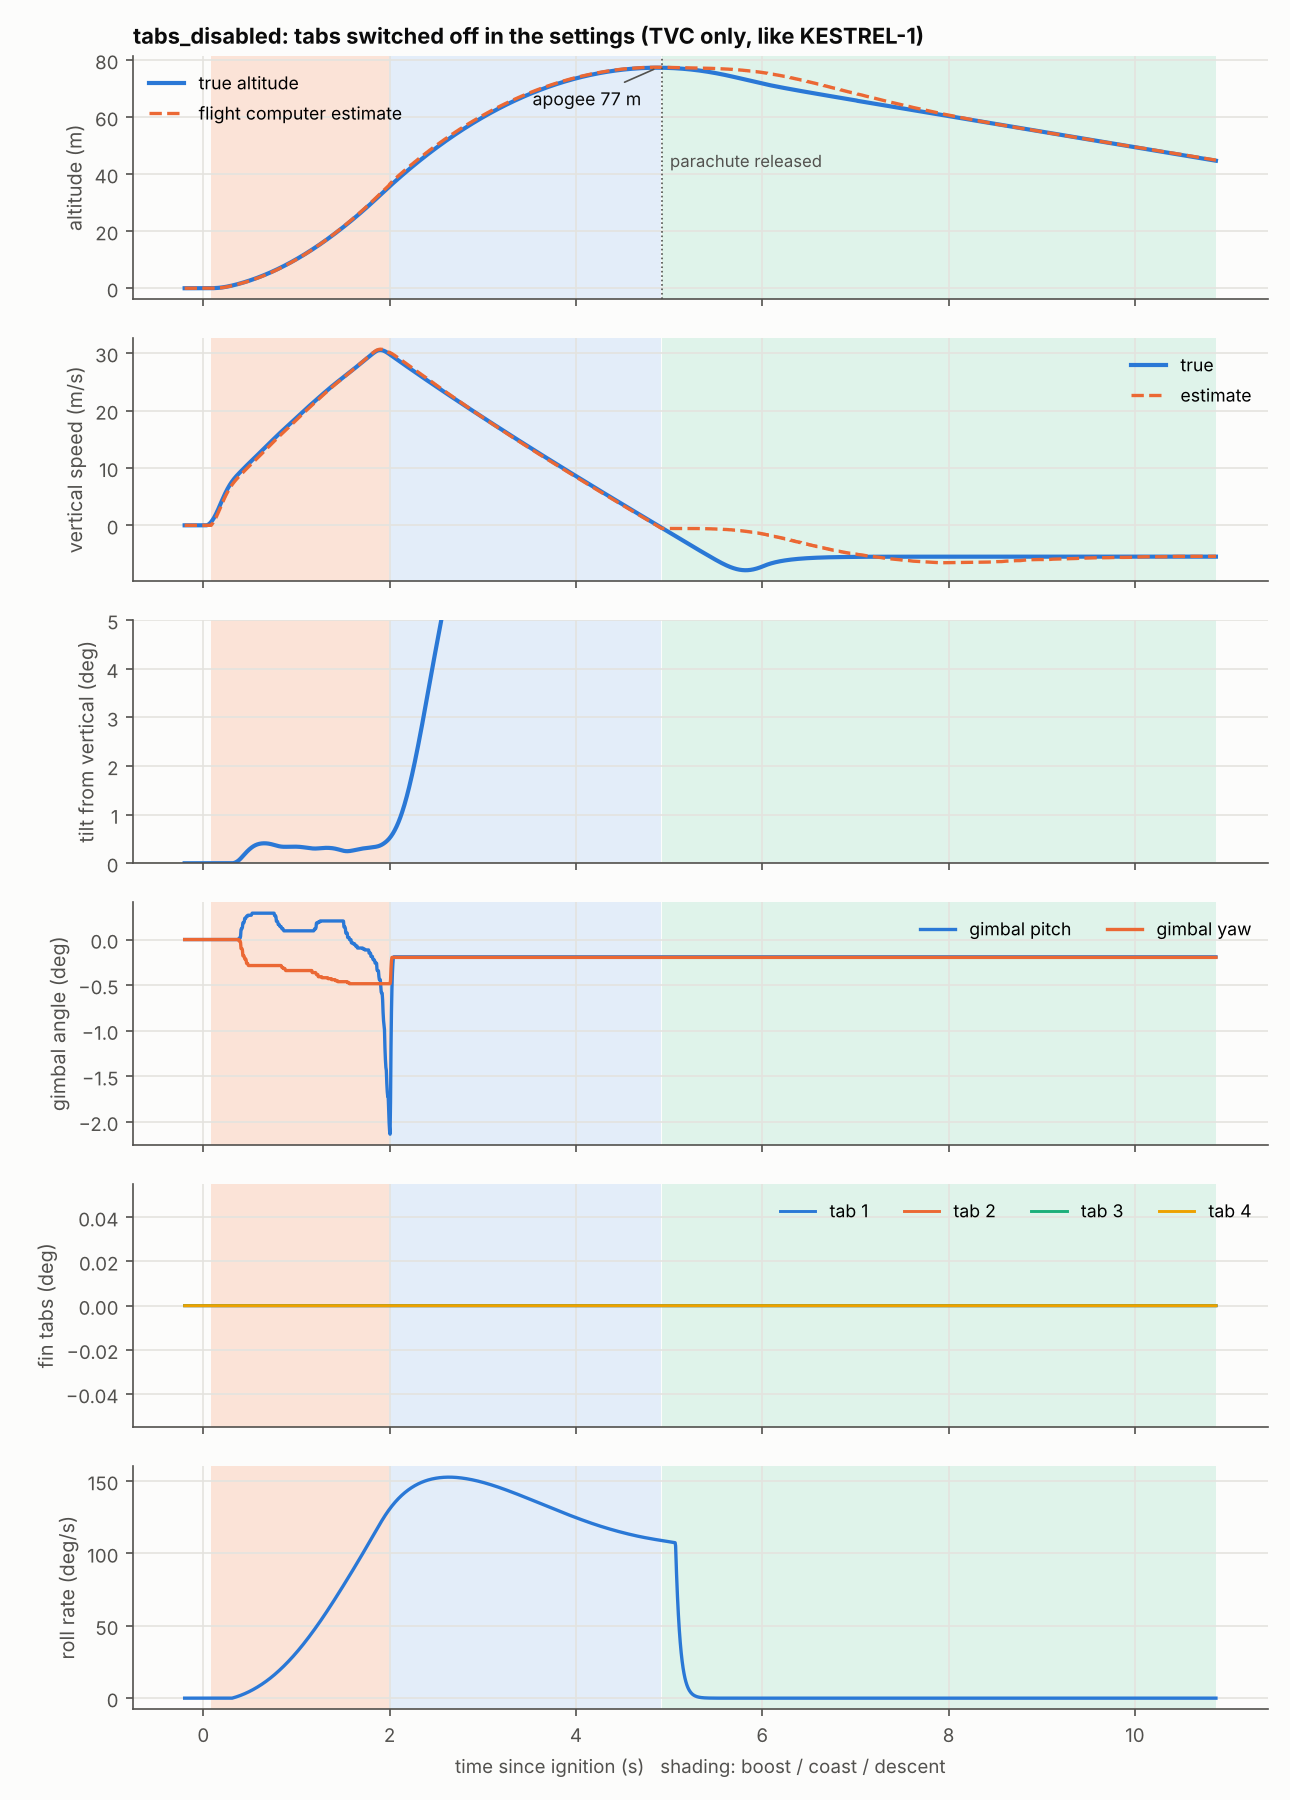 tabs_disabled: tabs switched off in the settings (TVC only, like KESTREL-1)
80
60
40
20
0
altitude (m)
true altitude
flight computer estimate
apogee 77 m
parachute released
30
20
10
0
vertical speed (m/s)
true
estimate
5
4
3
2
1
0
tilt from vertical (deg)
0.0
−0.5
−1.0
−1.5
−2.0
gimbal angle (deg)
gimbal pitch
gimbal yaw
0.04
0.02
0.00
−0.02
−0.04
fin tabs (deg)
tab 1
tab 2
tab 3
tab 4
150
100
50
0
roll rate (deg/s)
0
2
4
6
8
10
time since ignition (s) shading: boost / coast / descent